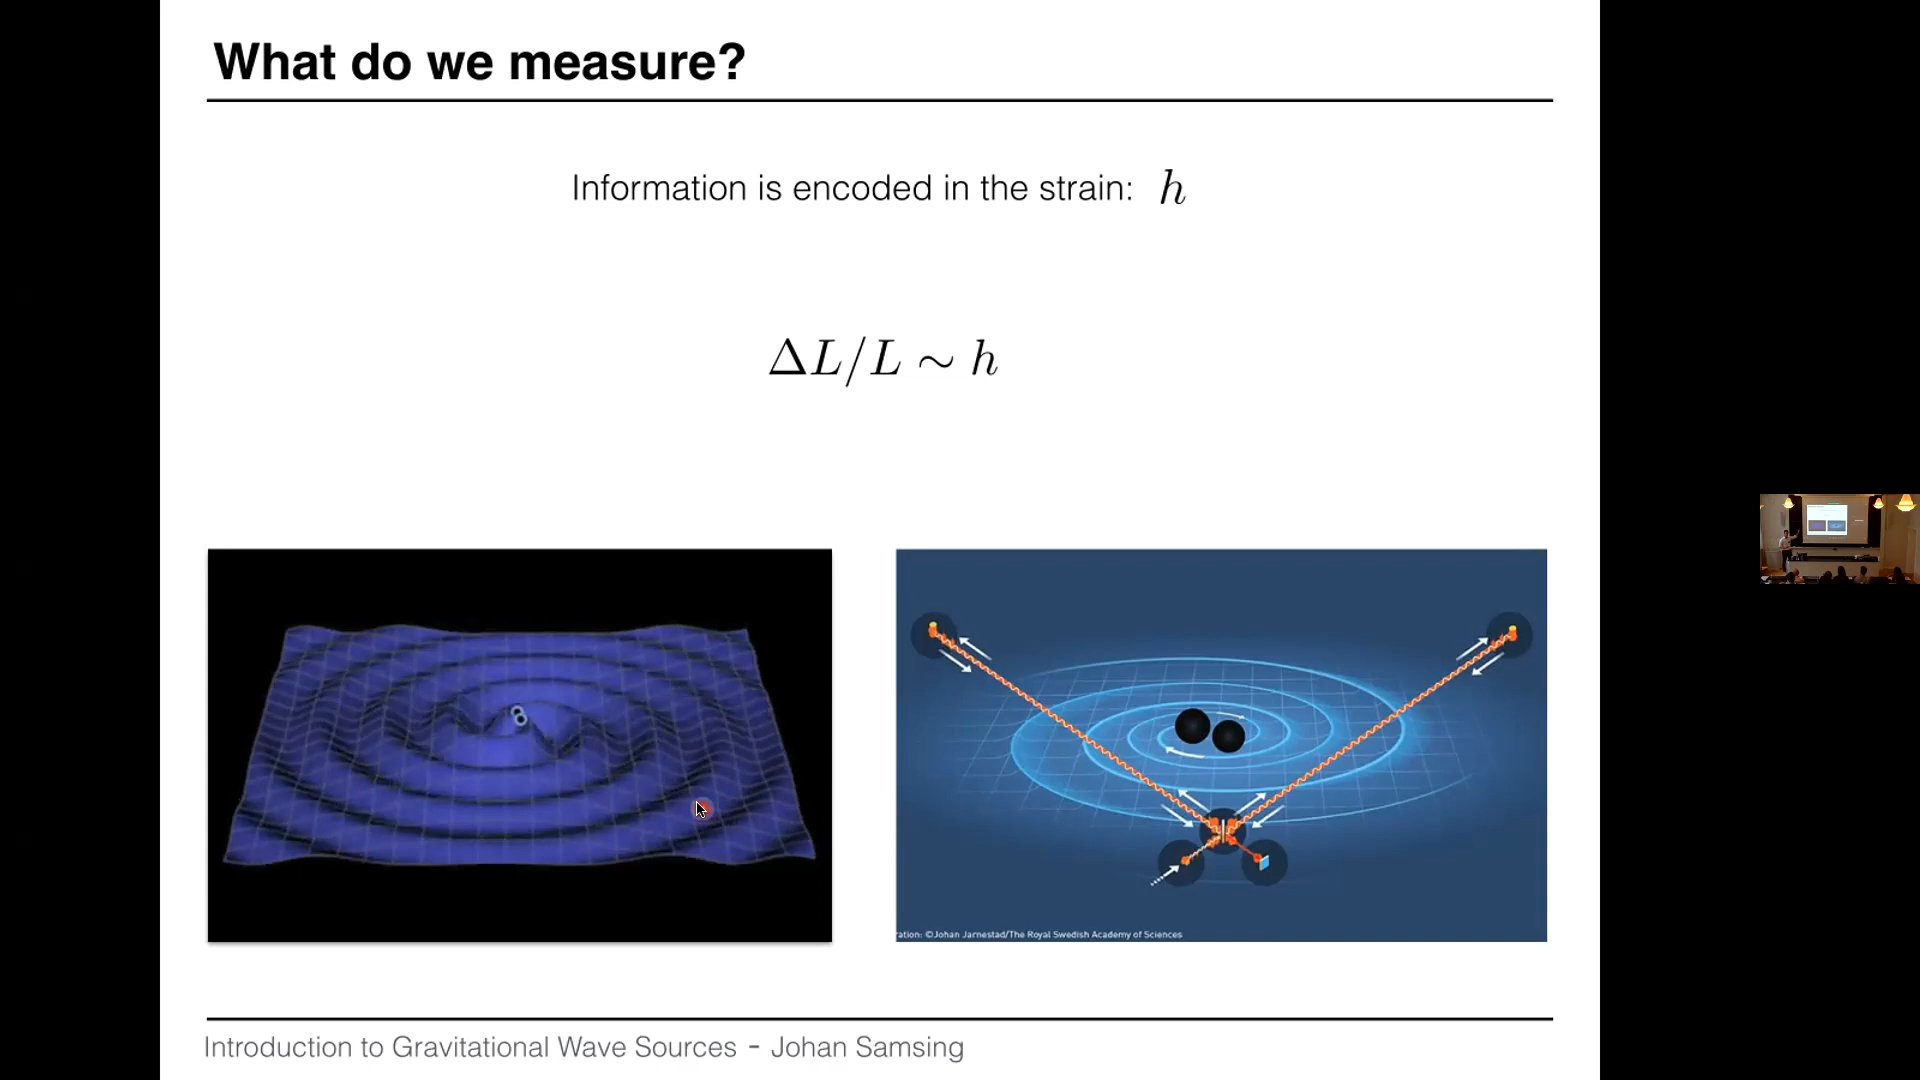 What do we measure?
Information is encoded in the strain: h
ΔL/L ∼ h
ration: ©Johan Jarnestad/The Royal Swedish Academy of Sciences
Introduction to Gravitational Wave Sources - Johan Samsing